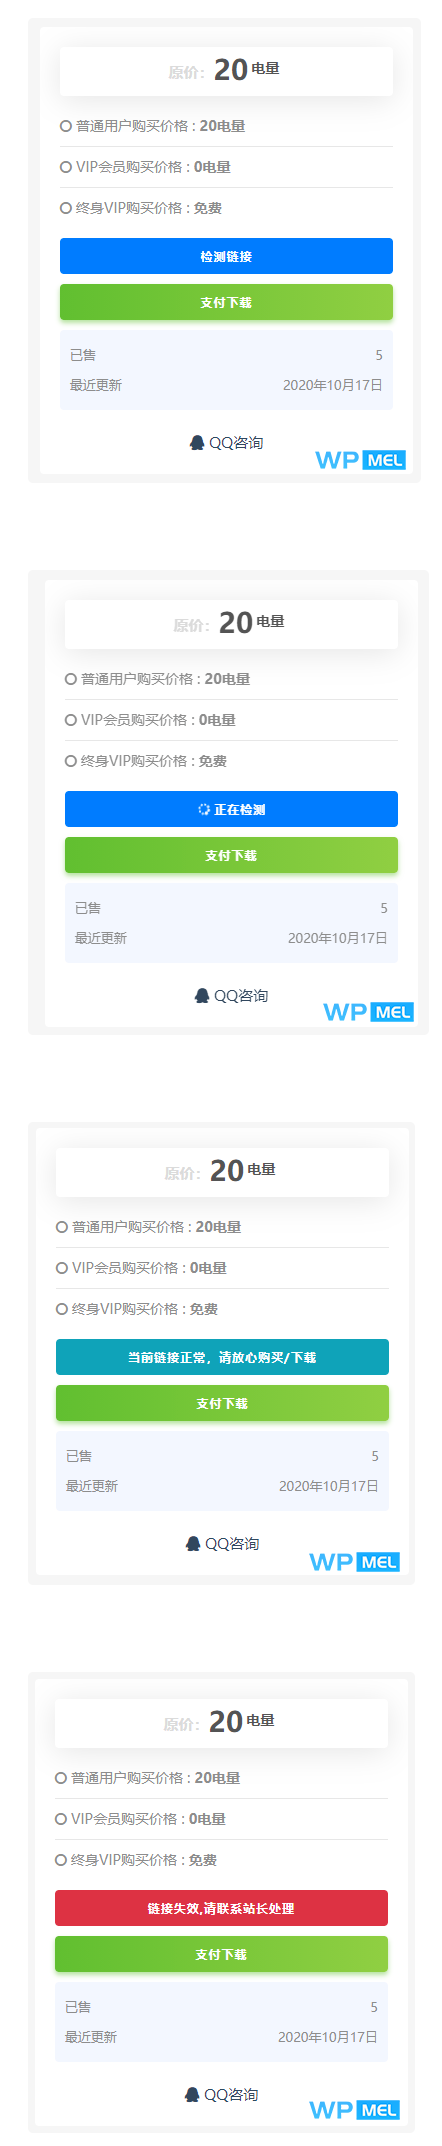 原价： 20 电量
普通用户购买价格 : 20电量
VIP会员购买价格 : 0电量
终身VIP购买价格 : 免费
检测链接
支付下载
已售 5
最近更新 2020年10月17日
QQ咨询
WP MEL
原价： 20 电量
普通用户购买价格 : 20电量
VIP会员购买价格 : 0电量
终身VIP购买价格 : 免费
正在检测
支付下载
已售 5
最近更新 2020年10月17日
QQ咨询
WP MEL
原价： 20 电量
普通用户购买价格 : 20电量
VIP会员购买价格 : 0电量
终身VIP购买价格 : 免费
当前链接正常，请放心购买/下载
支付下载
已售 5
最近更新 2020年10月17日
QQ咨询
WP MEL
原价： 20 电量
普通用户购买价格 : 20电量
VIP会员购买价格 : 0电量
终身VIP购买价格 : 免费
链接失效,请联系站长处理
支付下载
已售 5
最近更新 2020年10月17日
QQ咨询
WP MEL